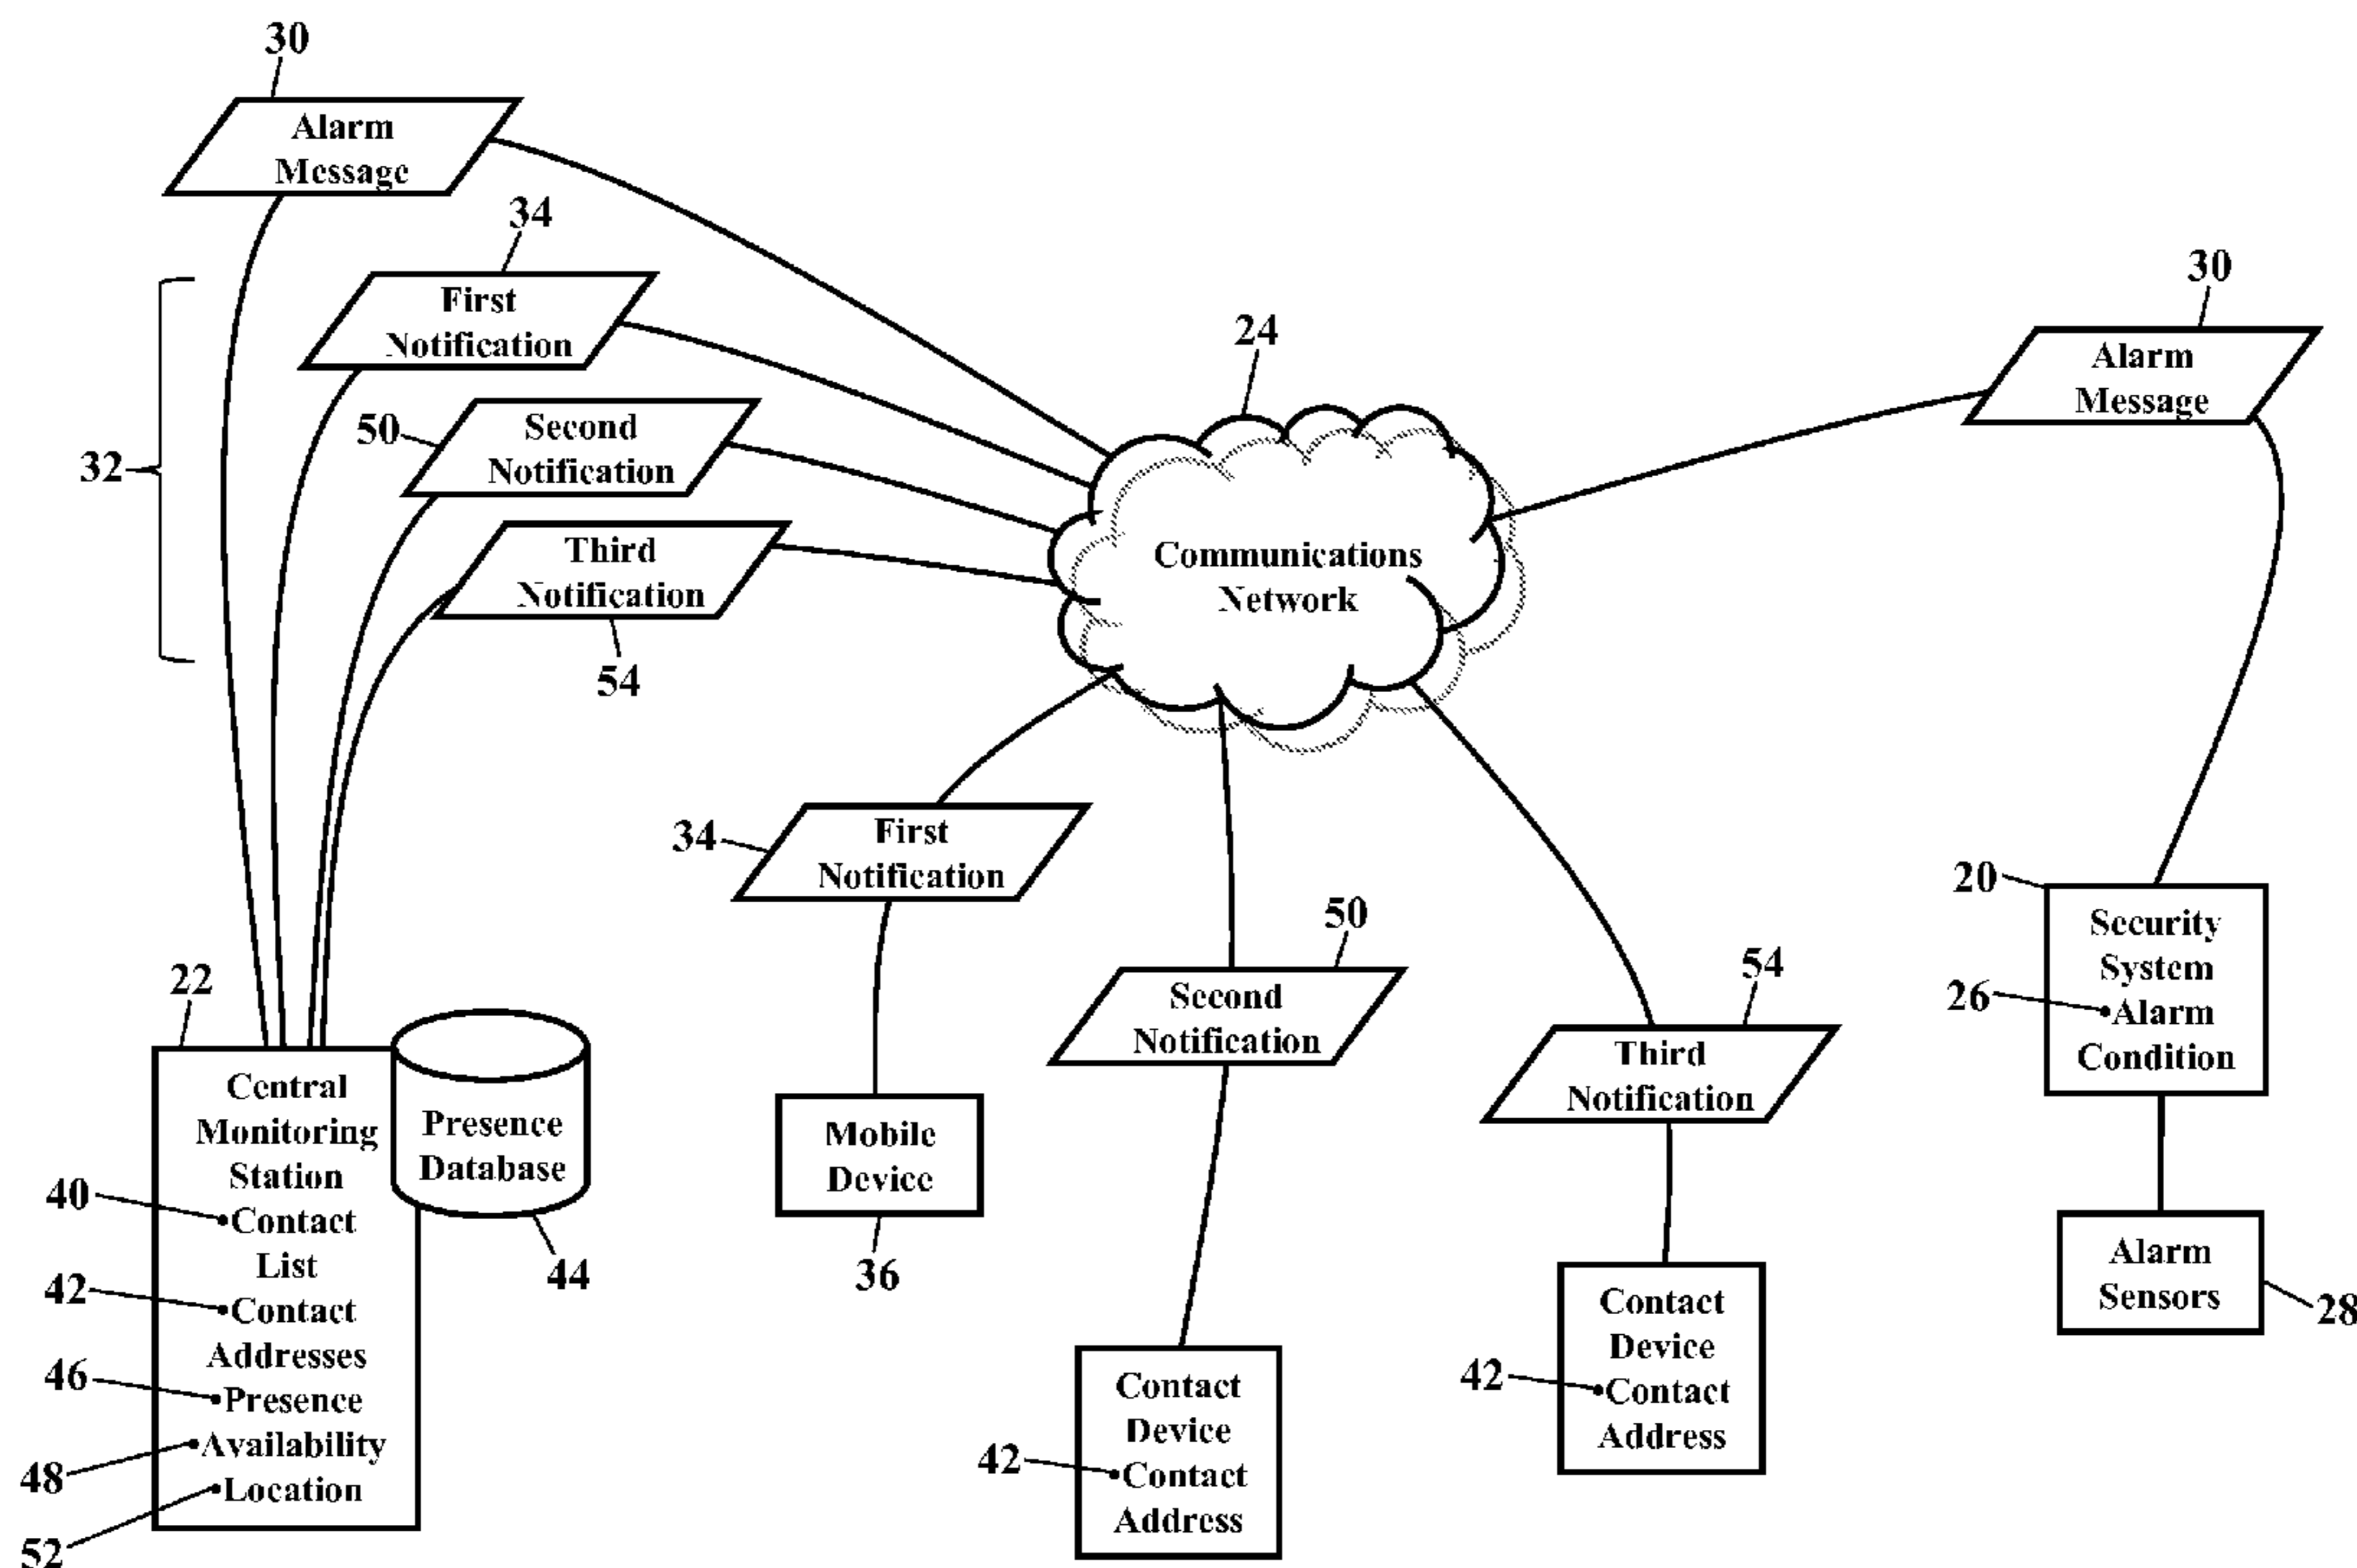 30
Alarm
Message
34
First
Notification
32
50
Second
Notification
Third
Notification
54
24
Communications
Network
30
Alarm
Message
34
First
Notification
50
Second
Notification
54
Third
Notification
20
Security
System
26
•Alarm
Condition
Alarm
Sensors
28
22
Central
Monitoring
Station
40
•Contact
List
42
•Contact
Addresses
46
•Presence
48
•Availability
52
•Location
Presence
Database
44
Mobile
Device
36
Contact
Device
42
•Contact
Address
Contact
Device
42
•Contact
Address